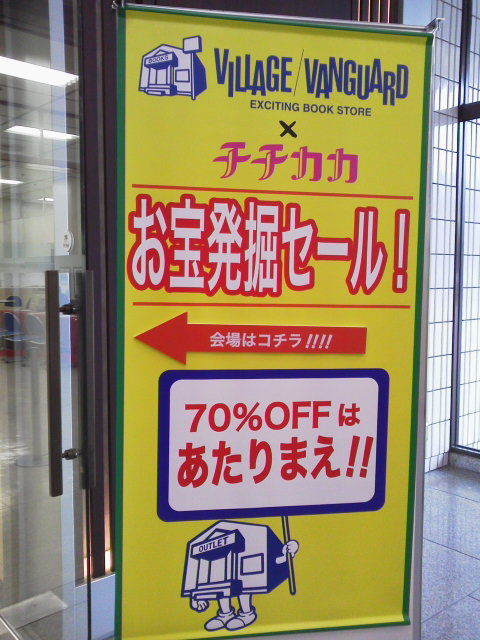 BOOKS
VILLAGE/VANGUARD
EXCITING BOOK STORE
×
チチカカ
お宝発掘セール!
会場はコチラ!!!!
70%OFFは
あたりまえ!!
OUTLET